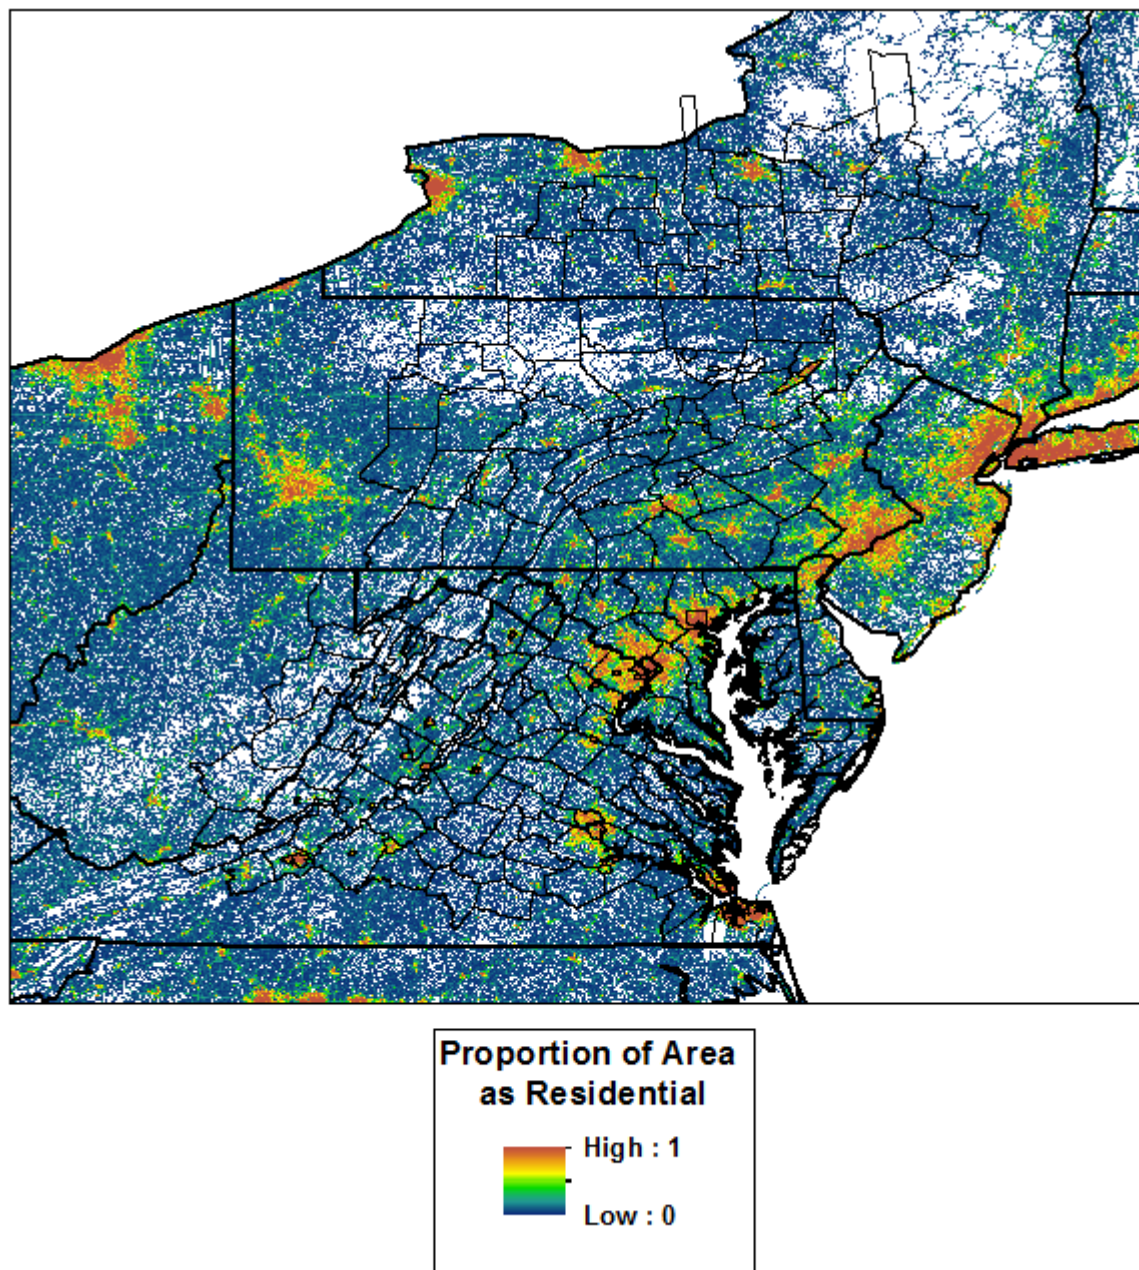 Proportion of Area
as Residential
High : 1
Low : 0